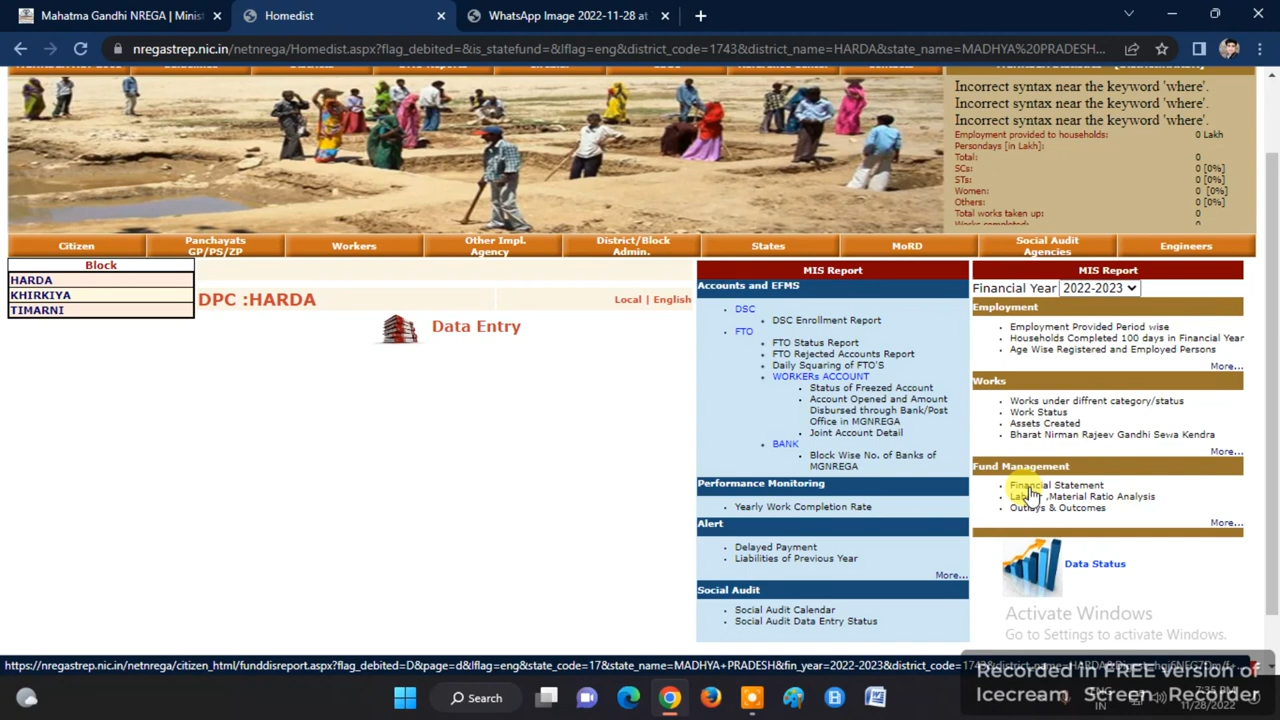 Mahatma Gandhi NREGA | Minist
Homedist
WhatsApp Image 2022-11-28 at
nregastrep.nic.in/netnrega/Homedist.aspx?flag_debited=&is_statefund=&lflag=eng&district_code=1743&district_name=HARDA&state_name=MADHYA%20PRADESH...
Incorrect syntax near the keyword 'where'.
Incorrect syntax near the keyword 'where'.
Incorrect syntax near the keyword 'where'.
Employment provided to households: 0 Lakh
Persondays [in Lakh]:
Total: 0
SCs: 0 [0%]
STs: 0 [0%]
Women: 0 [0%]
Others: 0 [0%]
Total works taken up: 0
Citizen
Panchayats
GP/PS/ZP
Workers
Other Impl.
Agency
District/Block
Admin.
States
MoRD
Social Audit
Agencies
Engineers
Block
HARDA
KHIRKIYA
TIMARNI
DPC :HARDA
Local | English
Data Entry
MIS Report
Accounts and EFMS
DSC
DSC Enrollment Report
FTO
FTO Status Report
FTO Rejected Accounts Report
Daily Squaring of FTO'S
WORKERs ACCOUNT
Status of Freezed Account
Account Opened and Amount
Disbursed through Bank/Post
Office in MGNREGA
Joint Account Detail
BANK
Block Wise No. of Banks of
MGNREGA
Performance Monitoring
Yearly Work Completion Rate
Alert
Delayed Payment
Liabilities of Previous Year
More...
Social Audit
Social Audit Calendar
Social Audit Data Entry Status
MIS Report
Financial Year 2022-2023
Employment
Employment Provided Period wise
Households Completed 100 days in Financial Year
Age Wise Registered and Employed Persons
More...
Works
Works under diffrent category/status
Work Status
Assets Created
Bharat Nirman Rajeev Gandhi Sewa Kendra
More...
Fund Management
Financial Statement
,Material Ratio Analysis
Outlays & Outcomes
More...
Data Status
Activate Windows
Go to Settings to activate Windows.
https://nregastrep.nic.in/netnrega/citizen_html/funddisreport.aspx?flag_debited=D&page=d&lflag=eng&state_code=17&state_name=MADHYA+PRADESH&fin_year=2022-2023&district_code=
Recorded in FREE version of
Icecream Screen Recorder
Search
ENG
IN
7:35 PM
11/28/2022